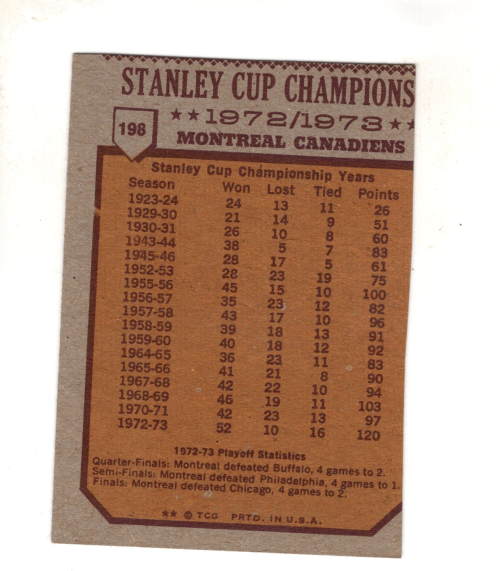 STANLEY CUP CHAMPIONS
198
★★1972/1973★★
MONTREAL CANADIENS
Stanley Cup Championship Years
Season Won Lost Tied Points
1923-24 24 13 11 26
1929-30 21 14 9 51
1930-31 26 10 8 60
1943-44 38 5 7 83
1945-46 28 17 5 61
1952-53 28 23 19 75
1955-56 45 15 10 100
1956-57 35 23 12 82
1957-58 43 17 10 96
1958-59 39 18 13 91
1959-60 40 18 12 92
1964-65 36 23 11 83
1965-66 41 21 8 90
1967-68 42 22 10 94
1968-69 46 19 11 103
1970-71 42 23 13 97
1972-73 52 10 16 120
1972-73 Playoff Statistics
Quarter-Finals: Montreal defeated Buffalo, 4 games to 2.
Semi-Finals: Montreal defeated Philadelphia, 4 games to 1.
Finals: Montreal defeated Chicago, 4 games to 2.
★★ © TCG PRTD. IN U.S.A.